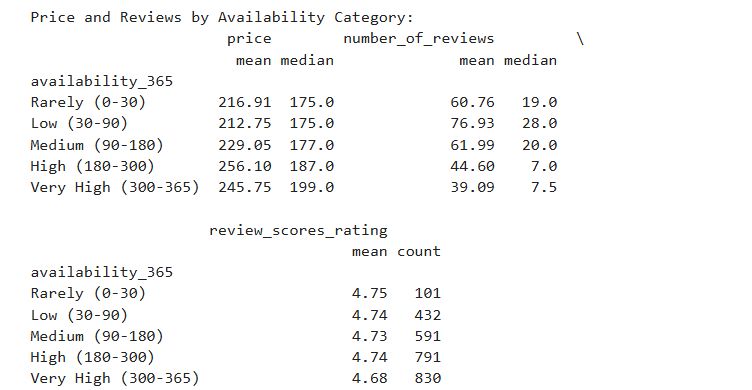 Price and Reviews by Availability Category:
price number_of_reviews \
mean median mean median
availability_365
Rarely (0-30) 216.91 175.0 60.76 19.0
Low (30-90) 212.75 175.0 76.93 28.0
Medium (90-180) 229.05 177.0 61.99 20.0
High (180-300) 256.10 187.0 44.60 7.0
Very High (300-365) 245.75 199.0 39.09 7.5
review_scores_rating
mean count
availability_365
Rarely (0-30) 4.75 101
Low (30-90) 4.74 432
Medium (90-180) 4.73 591
High (180-300) 4.74 791
Very High (300-365) 4.68 830